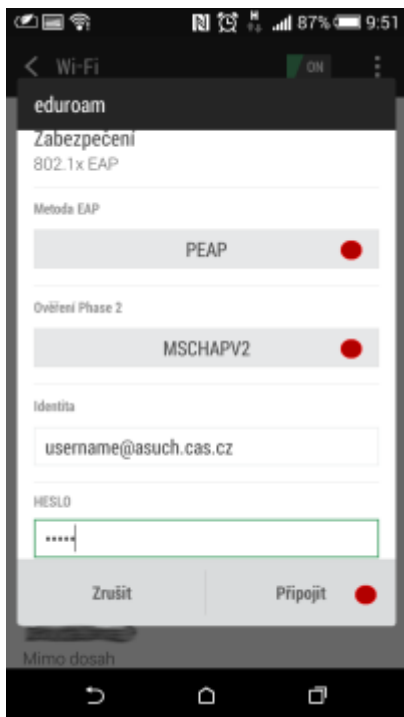 87% 9:51
Wi-Fi ON
eduroam
Zabezpečení
802.1x EAP
Metoda EAP
PEAP
Ověření Phase 2
MSCHAPV2
Identita
username@asuch.cas.cz
HESLO
•••••
Zrušit Připojit
Mimo dosah